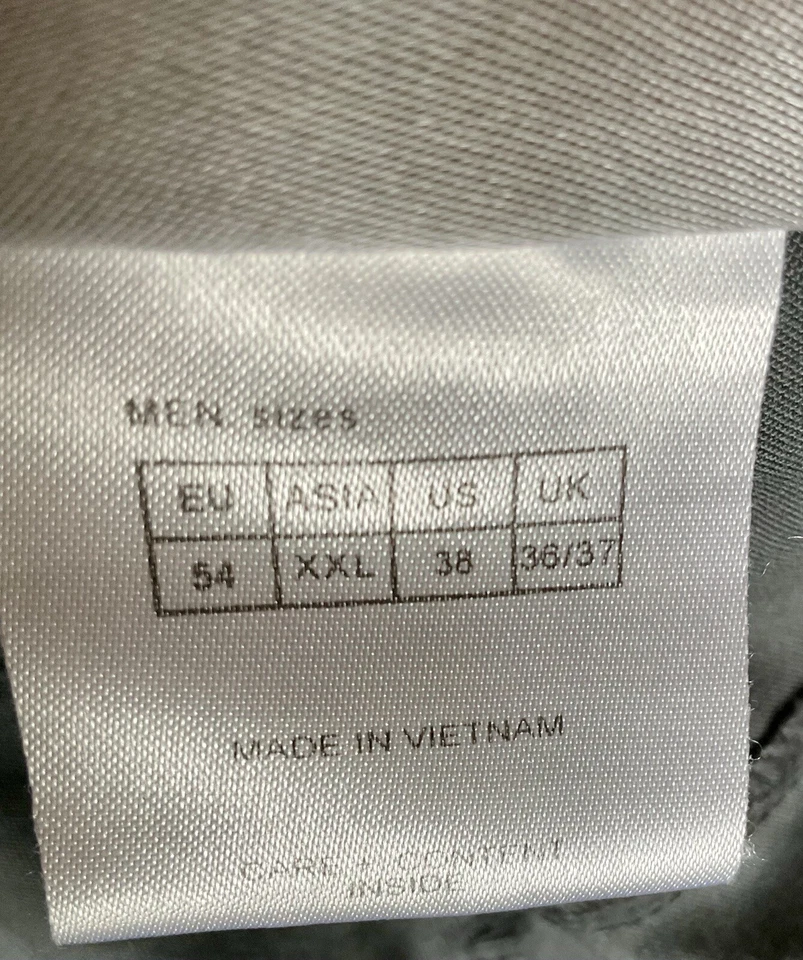 MEN sizes
EU ASIA US UK
54 XXL 38 36/37
MADE IN VIETNAM
CARE + CONTENT
INSIDE